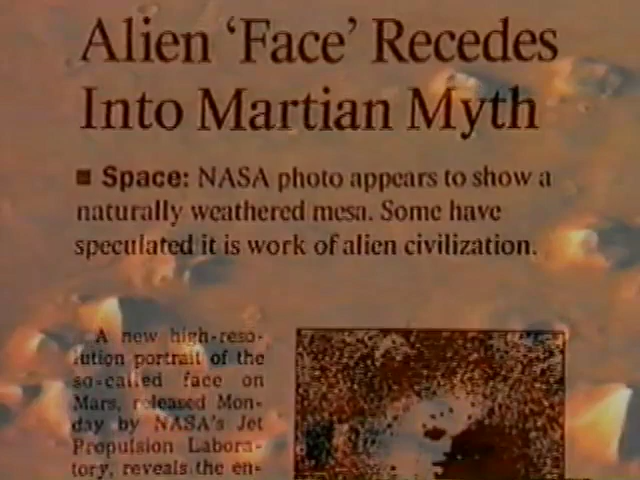 Alien ‘Face’ Recedes
Into Martian Myth
■ Space: NASA photo appears to show a
naturally weathered mesa. Some have
speculated it is work of alien civilization.
A new high-reso-
lution portrait of the
so-called face on
Mars, released Mon-
day by NASA's Jet
Propulsion Labora-
tory, reveals the en-